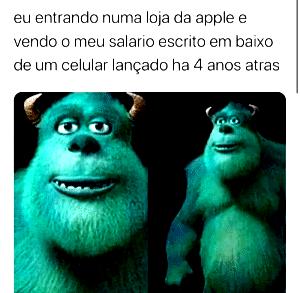 eu entrando numa loja da apple e
vendo o meu salario escrito em baixo
de um celular lançado ha 4 anos atras